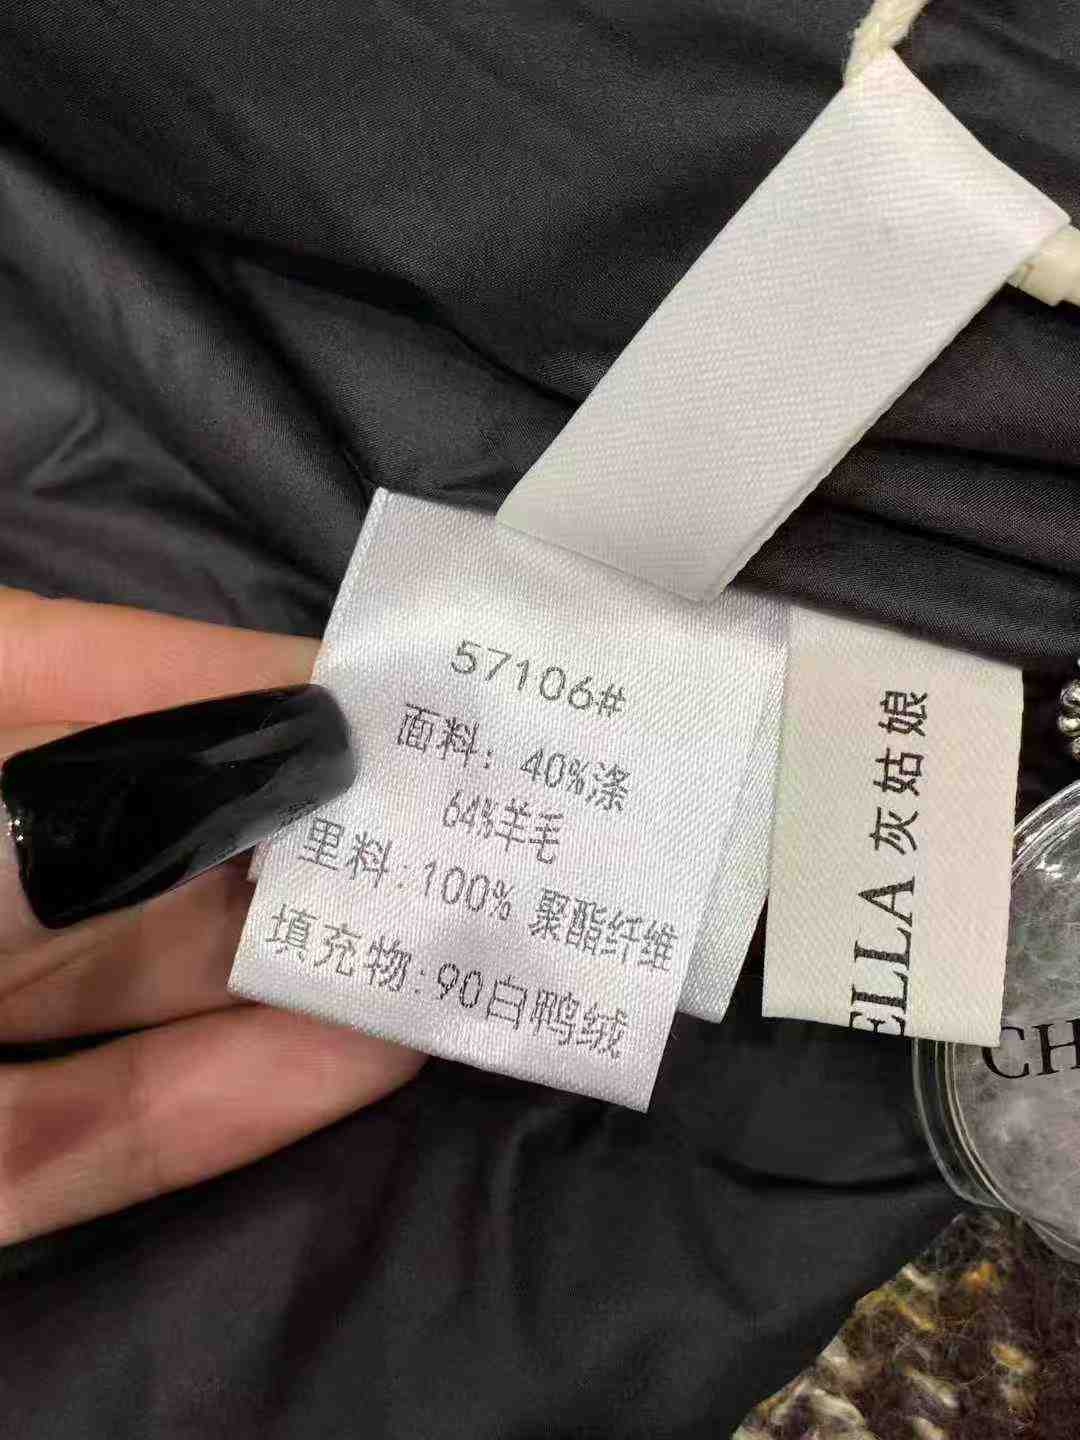 57106#
面料: 40%涤
64%羊毛
里料:100% 聚酯纤维
填充物:90白鸭绒
ELLA 灰姑娘
CH